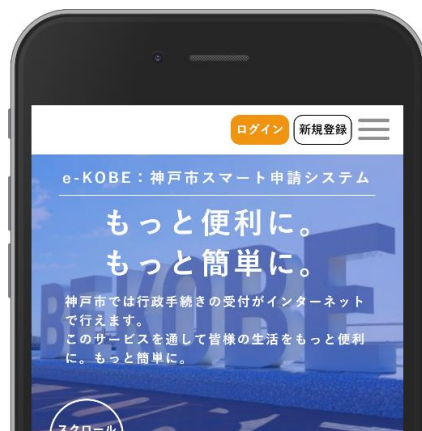 ログイン 新規登録
e-KOBE：神戸市スマート申請システム
もっと便利に。
もっと簡単に。
神戸市では行政手続きの受付がインターネット
で行えます。
このサービスを通して皆様の生活をもっと便利
に。もっと簡単に。
BE KOBE
スクロール